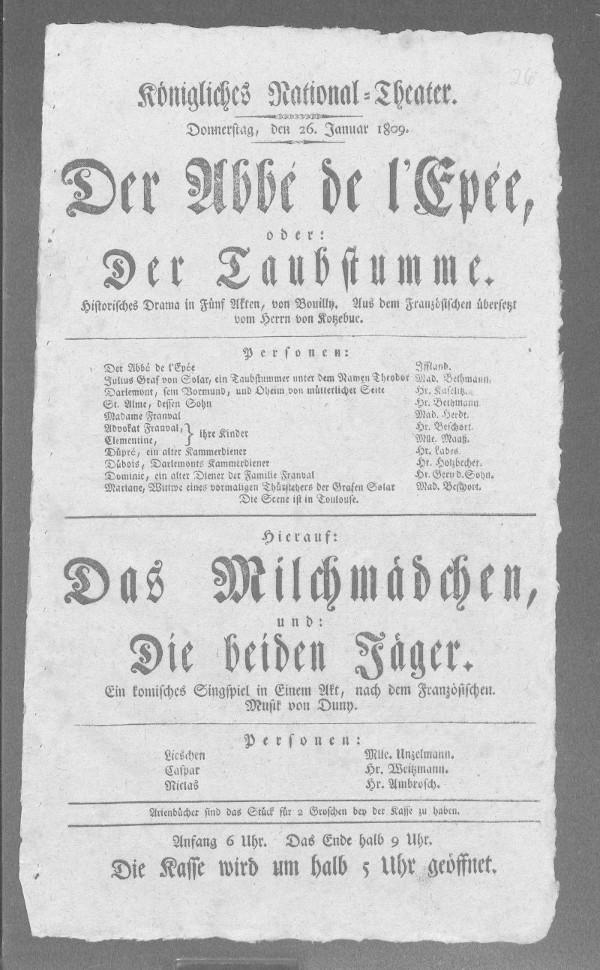 26
Königliches National-Theater.
Donnerstag, den 26. Januar 1809.
Der Abbé de l'Epée,
oder:
Der Taubstumme.
Historisches Drama in Fünf Akten, von Bouilly. Aus dem Französischen übersetzt
vom Herrn von Kotzebue.
Personen:
Der Abbé de l'Epée Iffland.
Julius Graf von Solar, ein Taubstummer unter dem Namen Theodor Mad. Bethmann.
Darlemont, sein Vormund, und Oheim von mütterlicher Seite Hr. Kaselitz.
St. Alme, dessen Sohn Hr. Bethmann.
Madame Franval Mad. Herdt.
Advokat Franval, Hr. Beschort.
Clementine, } ihre Kinder Mlle. Maaß.
Düpré, ein alter Kammerdiener Hr. Labes.
Dübois, Darlemonts Kammerdiener Hr. Holzbecher.
Dominic, ein alter Diener der Familie Franval Hr. Gern d. Sohn.
Mariane, Wittwe eines vormaligen Thürstehers der Grafen Solar Mad. Beschort.
Die Scene ist in Toulouse.
Hierauf:
Das Milchmädchen,
und:
Die beiden Jäger.
Ein komisches Singspiel in Einem Akt, nach dem Französischen.
Musik von Duny.
Personen:
Lieschen Mlle. Unzelmann.
Caspar Hr. Weitzmann.
Niclas Hr. Ambrosch.
Arienbücher sind das Stück für 2 Groschen bey der Kasse zu haben.
Anfang 6 Uhr. Das Ende halb 9 Uhr.
Die Kasse wird um halb 5 Uhr geöffnet.